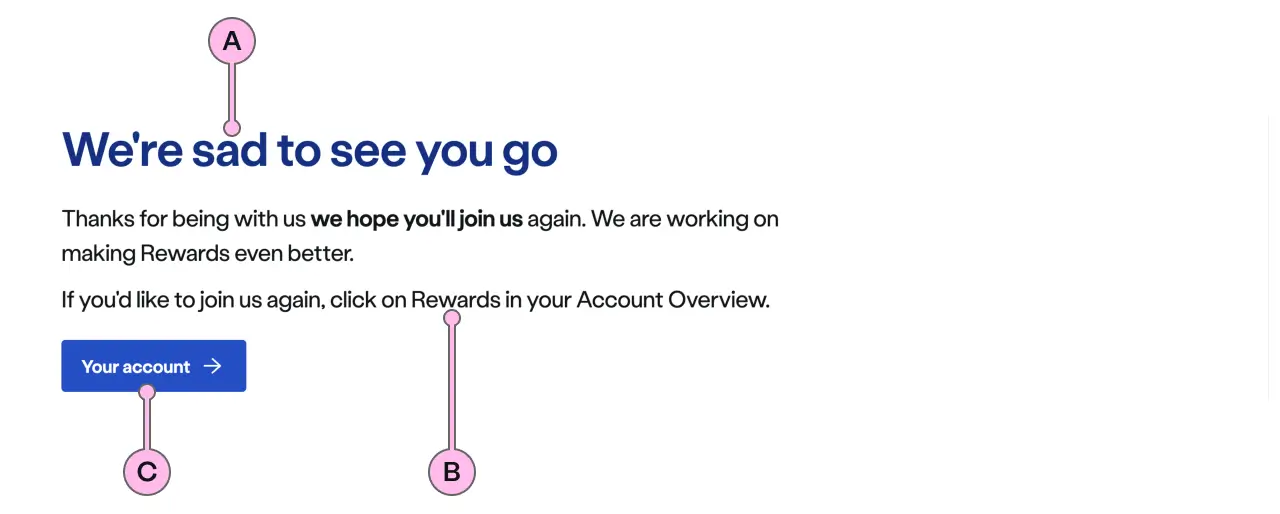 A
We're sad to see you go
Thanks for being with us we hope you'll join us again. We are working on
making Rewards even better.
If you'd like to join us again, click on Rewards in your Account Overview.
Your account →
C
B